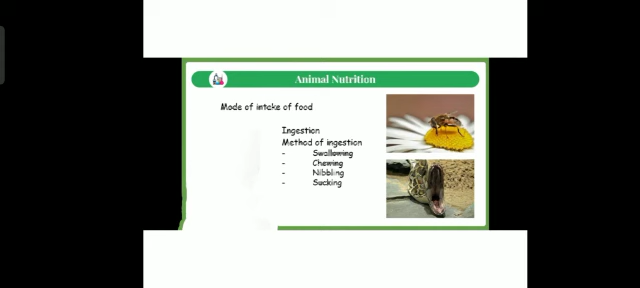 Animal Nutrition
Mode of intake of food
Ingestion
Method of ingestion
- Swallowing
- Chewing
- Nibbling
- Sucking